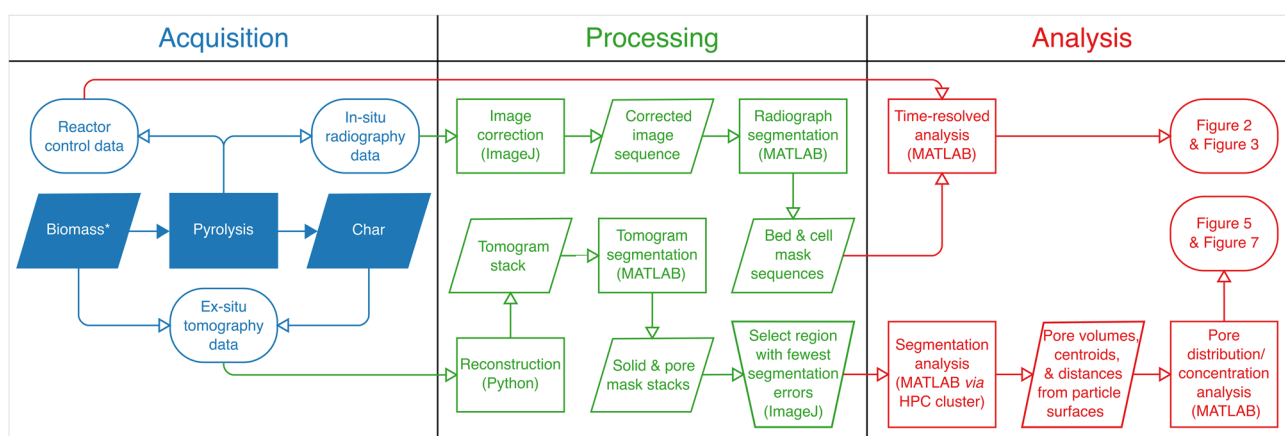 Acquisition
Processing
Analysis
Reactor
control data
In-situ
radiography
data
Biomass*
Pyrolysis
Char
Ex-situ
tomography
data
Image
correction
(ImageJ)
Corrected
image
sequence
Radiograph
segmentation
(MATLAB)
Tomogram
stack
Tomogram
segmentation
(MATLAB)
Bed & cell
mask
sequences
Reconstruction
(Python)
Solid & pore
mask stacks
Select region
with fewest
segmentation
errors
(ImageJ)
Time-resolved
analysis
(MATLAB)
Figure 2
& Figure 3
Figure 5
& Figure 7
Segmentation
analysis
(MATLAB via
HPC cluster)
Pore volumes,
centroids,
& distances
from particle
surfaces
Pore
distribution/
concentration
analysis
(MATLAB)